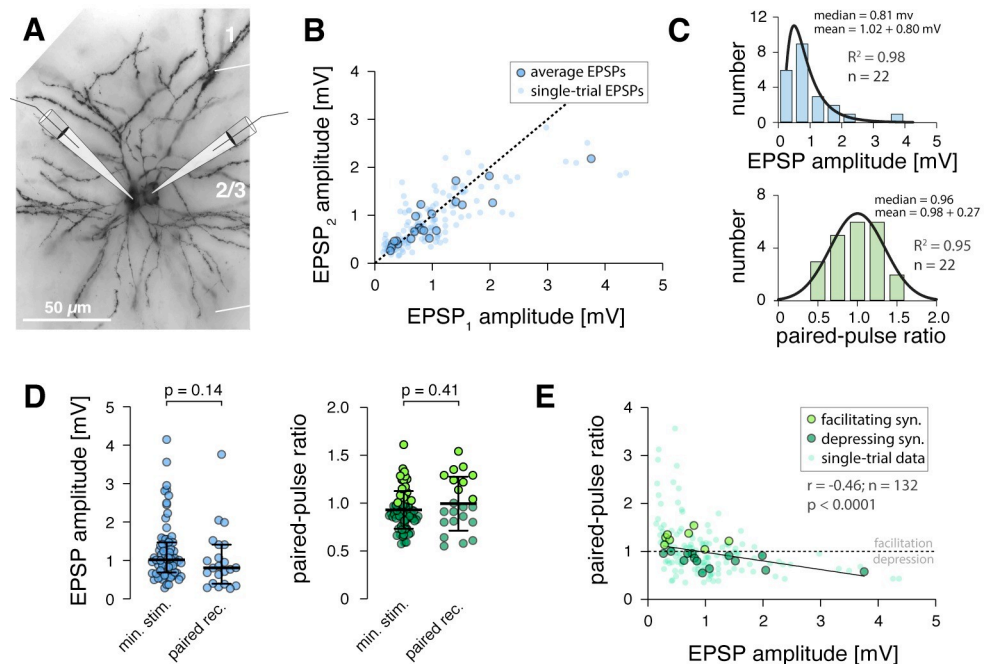 A
1
2/3
50 µm
B
EPSP2 amplitude [mV]
4
3
2
1
0
average EPSPs
single-trial EPSPs
0 1 2 3 4 5
EPSP1 amplitude [mV]
C
number
12
8
4
0
median = 0.81 mv
mean = 1.02 + 0.80 mV
R² = 0.98
n = 22
0 1 2 3 4 5
EPSP amplitude [mV]
number
8
4
0
median = 0.96
mean = 0.98 + 0.27
R² = 0.95
n = 22
0 0.5 1.0 1.5 2.0
paired-pulse ratio
D
EPSP amplitude [mV]
5
4
3
2
1
0
p = 0.14
min. stim.
paired rec.
paired-pulse ratio
2.0
1.5
1.0
0.5
0
p = 0.41
min. stim.
paired rec.
E
paired-pulse ratio
4
3
2
1
0
facilitating syn.
depressing syn.
single-trial data
r = -0.46; n = 132
p < 0.0001
facilitation
depression
0 1 2 3 4 5
EPSP amplitude [mV]